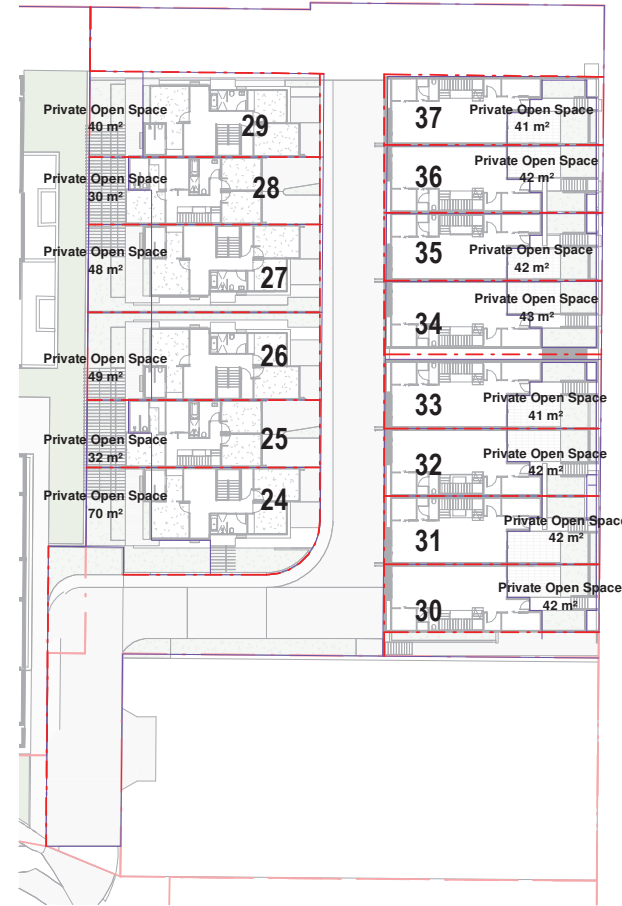 Private Open Space
40 m²
29
Private Open Space
30 m²
28
Private Open Space
48 m²
27
Private Open Space
49 m²
26
Private Open Space
32 m²
25
Private Open Space
70 m²
24
37
Private Open Space
41 m²
36
Private Open Space
42 m²
35
Private Open Space
42 m²
34
Private Open Space
43 m²
33
Private Open Space
41 m²
32
Private Open Space
42 m²
31
Private Open Space
42 m²
30
Private Open Space
42 m²